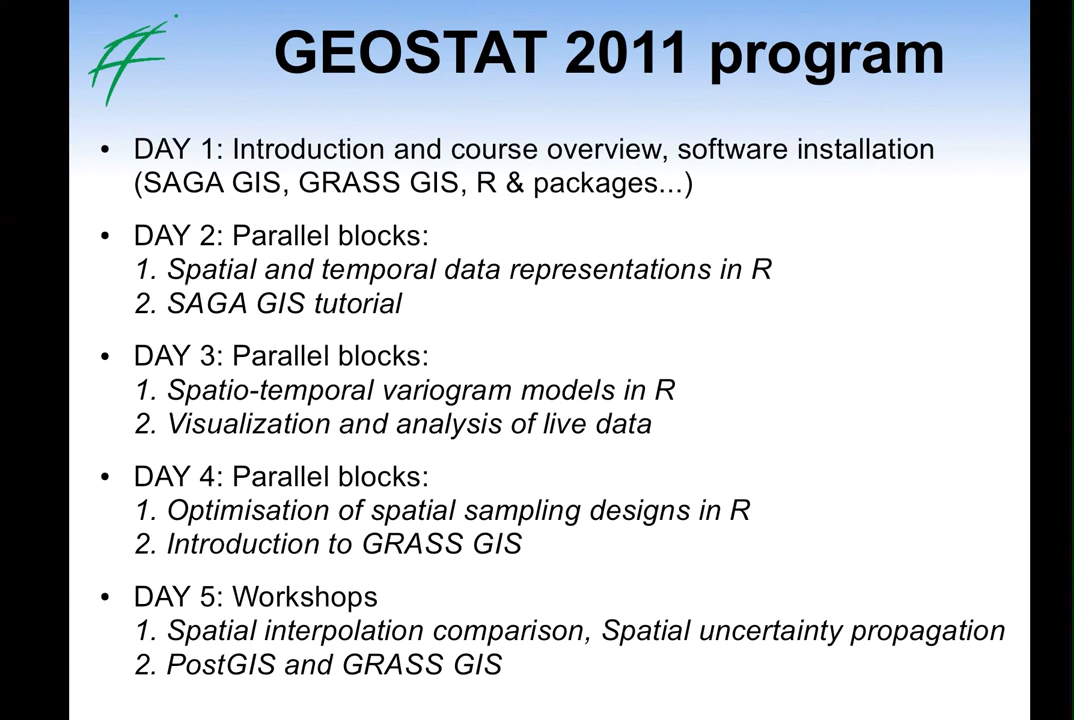 GEOSTAT 2011 program
• DAY 1: Introduction and course overview, software installation
(SAGA GIS, GRASS GIS, R & packages...)
• DAY 2: Parallel blocks:
1. Spatial and temporal data representations in R
2. SAGA GIS tutorial
• DAY 3: Parallel blocks:
1. Spatio-temporal variogram models in R
2. Visualization and analysis of live data
• DAY 4: Parallel blocks:
1. Optimisation of spatial sampling designs in R
2. Introduction to GRASS GIS
• DAY 5: Workshops
1. Spatial interpolation comparison, Spatial uncertainty propagation
2. PostGIS and GRASS GIS